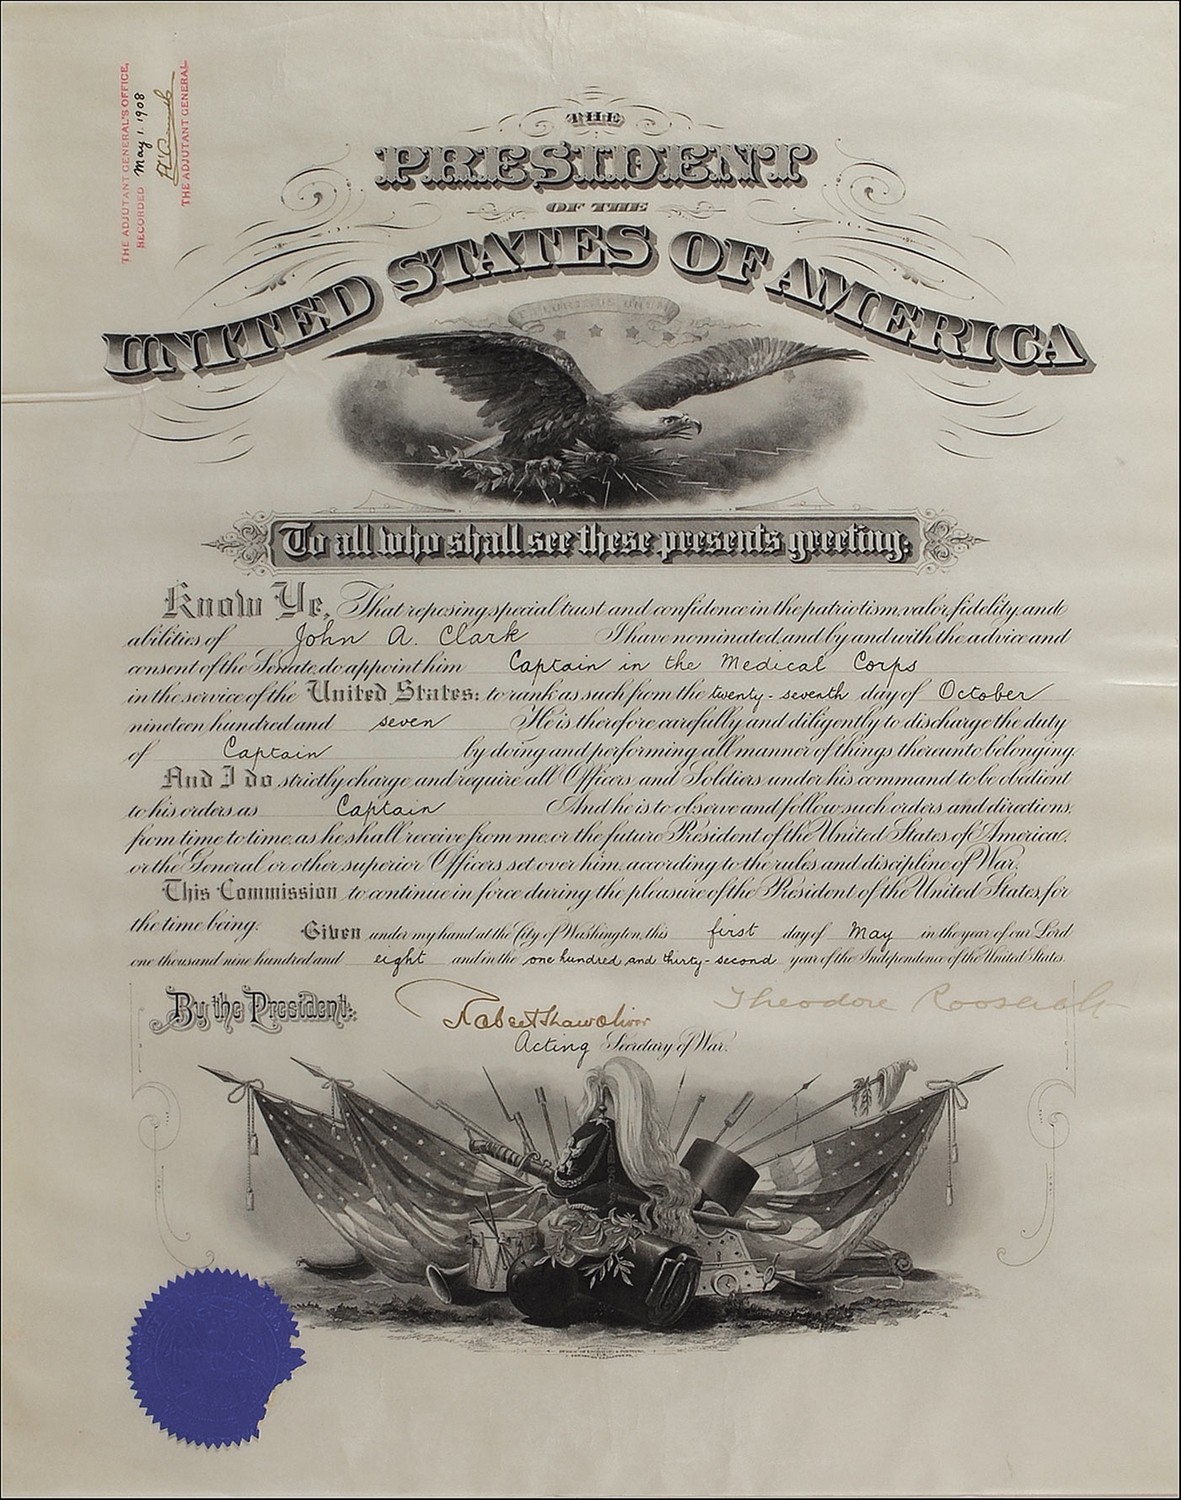 THE ADJUTANT GENERAL'S OFFICE,
RECORDED May 1, 1908
THE ADJUTANT GENERAL.
THE
PRESIDENT
OF THE
UNITED STATES OF AMERICA
E PLURIBUS UNUM
To all who shall see these presents greeting:
Know Ye, That reposing special trust and confidence in the patriotism, valor, fidelity and
abilities of John A. Clark I have nominated, and by and with the advice and
consent of the Senate do appoint him Captain in the Medical Corps
in the service of the United States: to rank as such from the twenty-seventh day of October
nineteen hundred and seven He is therefore carefully and diligently to discharge the duty
of Captain by doing and performing all manner of things thereunto belonging.
And I do strictly charge and require all Officers and Soldiers under his command to be obedient
to his orders as Captain And he is to observe and follow such orders and directions,
from time to time, as he shall receive from me, or the future President of the United States of America,
or the General or other superior Officers set over him, according to the rules and discipline of War.
This Commission to continue in force during the pleasure of the President of the United States, for
the time being. Given under my hand at the City of Washington, this first day of May in the year of our Lord
one thousand nine hundred and eight and in the one hundred and thirty-second year of the Independence of the United States.
By the President: Theodore Roosevelt
Robert Shaw Oliver
Acting Secretary of War.